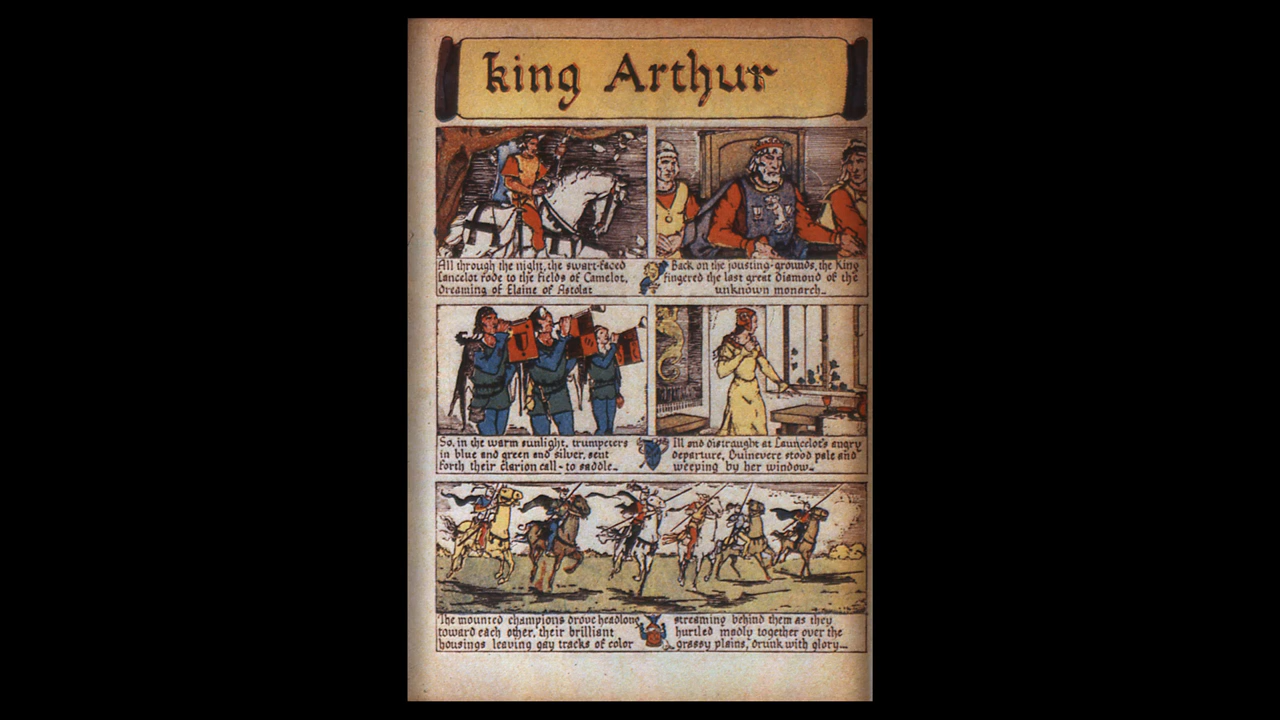 king Arthur
All through the night, the swart-faced
Lancelot rode to the fields of Camelot,
dreaming of Elaine of Astolat
Back on the jousting-grounds, the King
fingered the last great diamond of the
unknown monarch...
So, in the warm sunlight, trumpeters
in blue and green and silver, sent
forth their clarion call - to saddle...
Ill and distraught at Launcelot's angry
departure, Guinevere stood pale and
weeping by her window...
The mounted champions drove headlong
toward each other, their brilliant
housings leaving gay tracks of color
streaming behind them as they
hurtled madly together over the
grassy plains, drunk with glory...